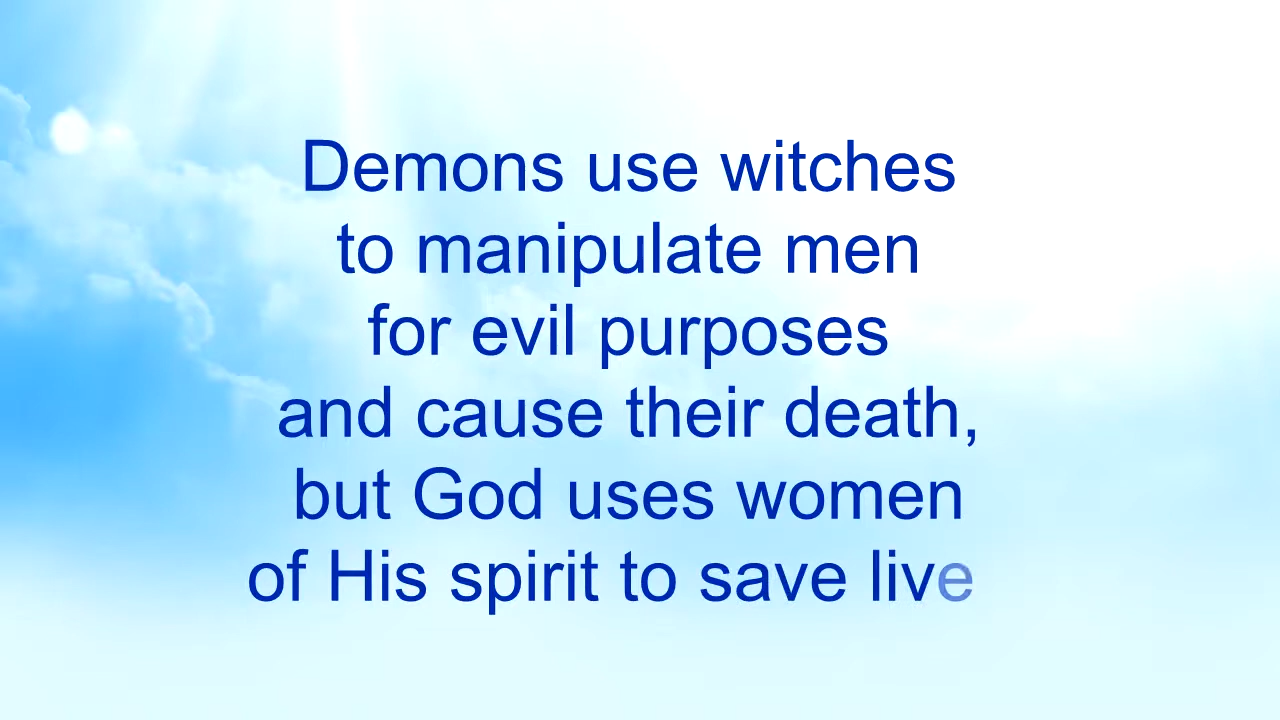 Demons use witches
to manipulate men
for evil purposes
and cause their death,
but God uses women
of His spirit to save live